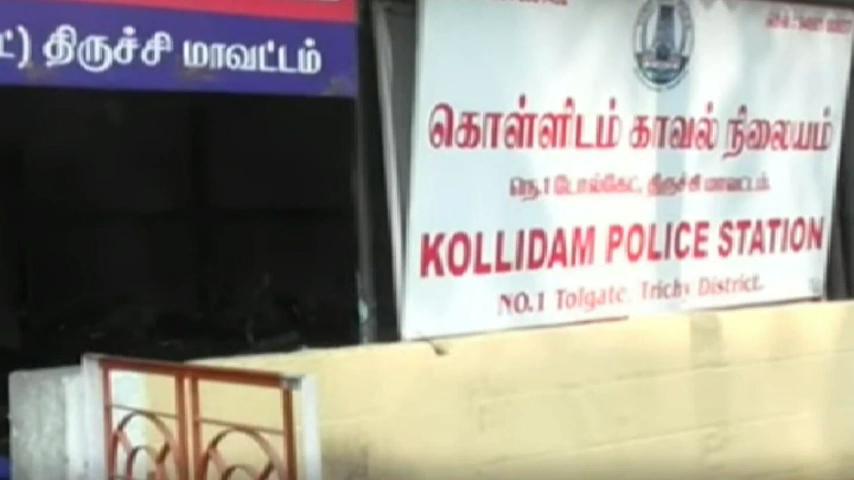 திருச்சி மாவட்டம்
கொள்ளிடம் காவல் நிலையம்
நெ.1 டோல்கேட், திருச்சி மாவட்டம்.
KOLLIDAM POLICE STATION
NO.1 Tolgate, Trichy District.